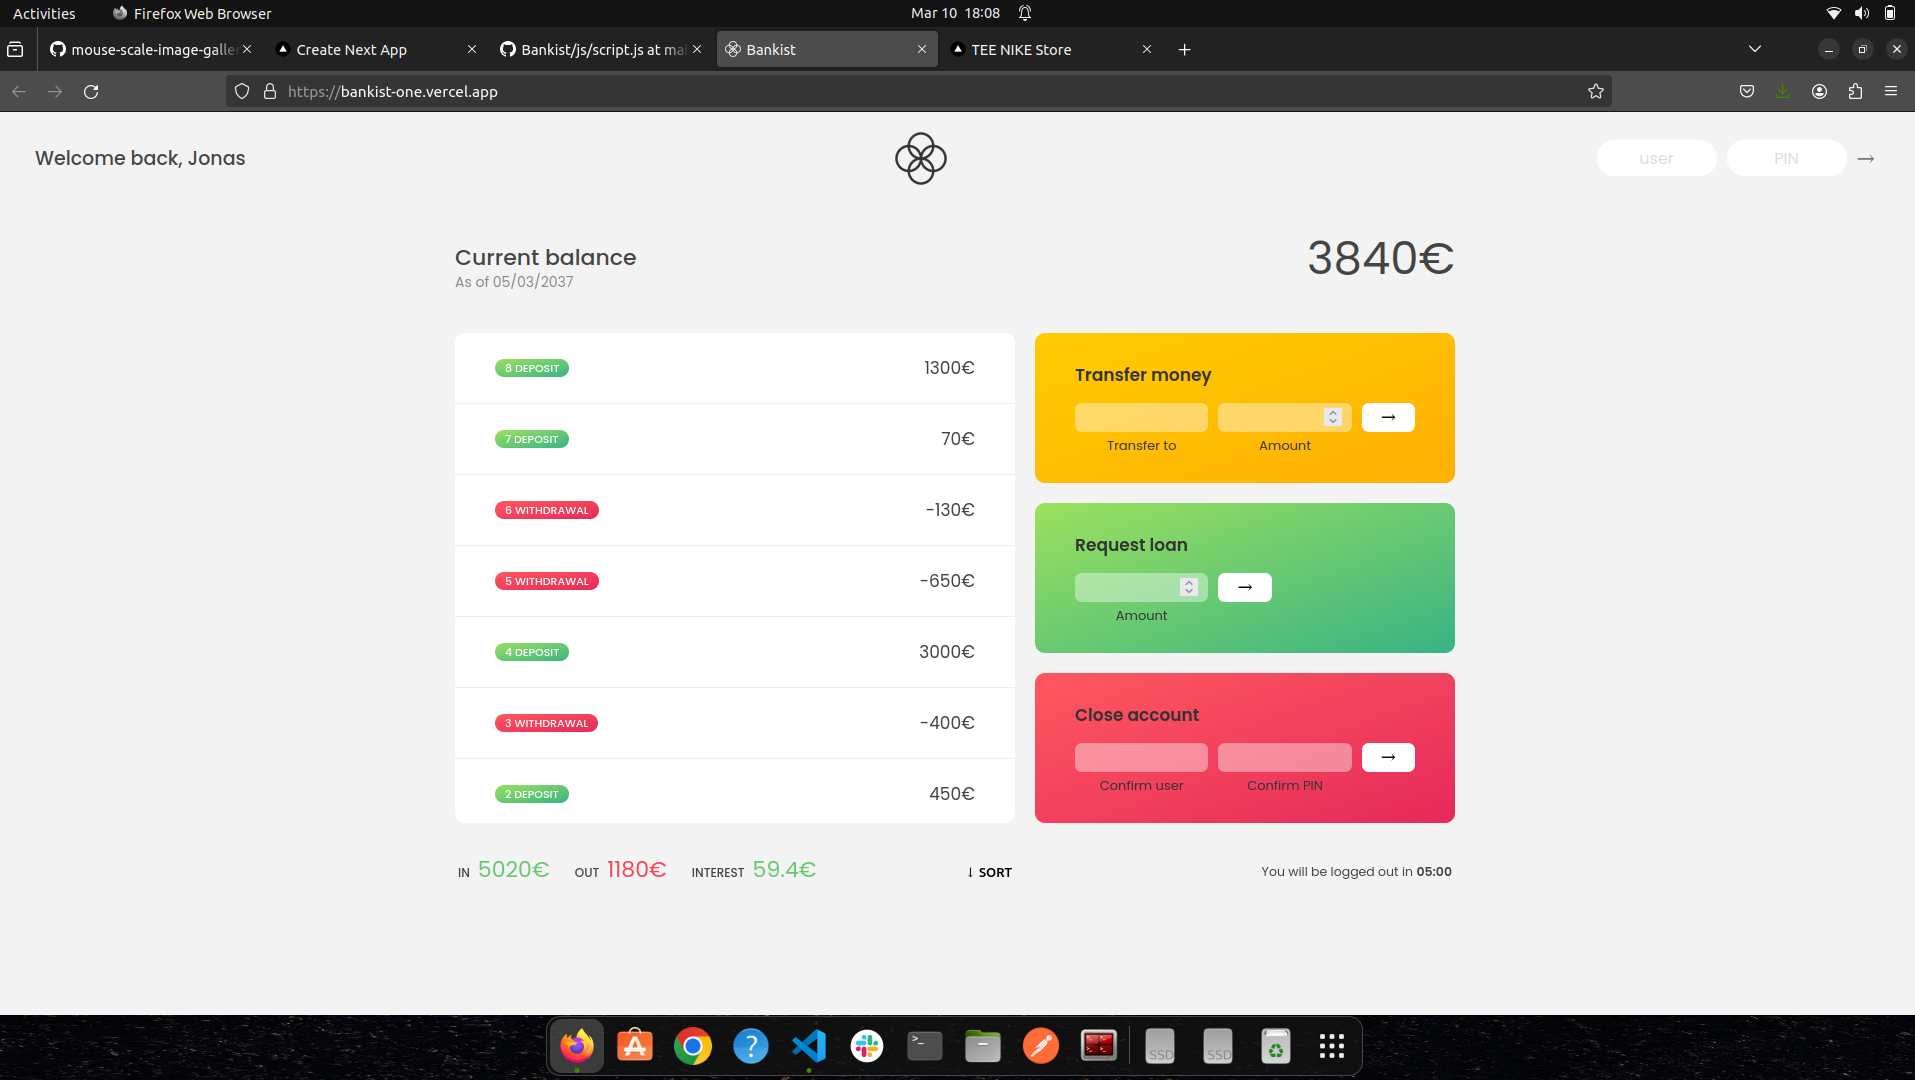 Activities Firefox Web Browser Mar 10 18:08
mouse-scale-image-galler Create Next App Bankist/js/script.js at mai Bankist TEE NIKE Store
https://bankist-one.vercel.app
Welcome back, Jonas user PIN →
Current balance 3840€
As of 05/03/2037
8 DEPOSIT 1300€
7 DEPOSIT 70€
6 WITHDRAWAL -130€
5 WITHDRAWAL -650€
4 DEPOSIT 3000€
3 WITHDRAWAL -400€
2 DEPOSIT 450€
Transfer money
→
Transfer to Amount
Request loan
→
Amount
Close account
→
Confirm user Confirm PIN
IN 5020€ OUT 1180€ INTEREST 59.4€ ↓ SORT You will be logged out in 05:00
SSD SSD